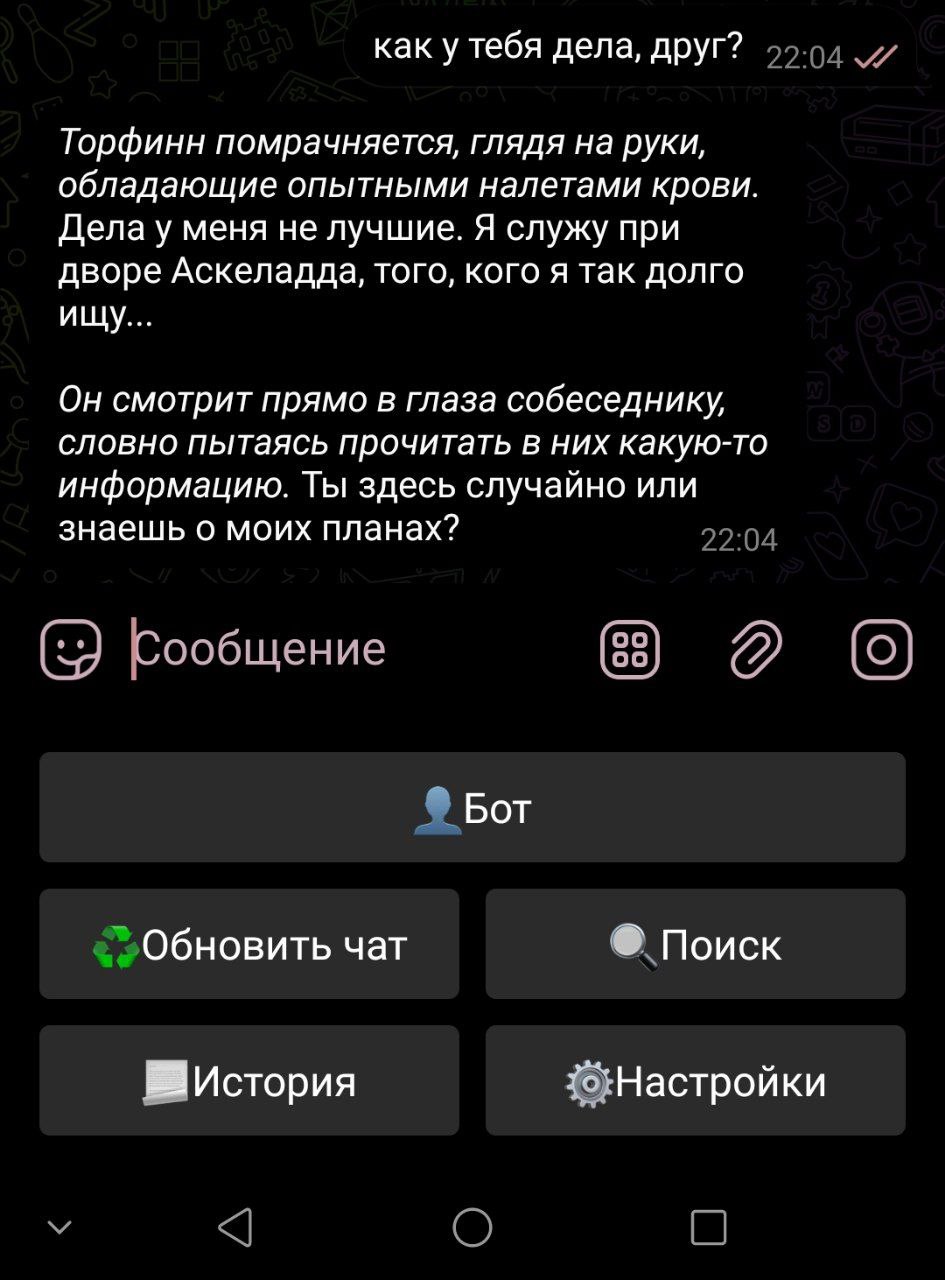 как у тебя дела, друг? 22:04
Торфинн помрачняется, глядя на руки,
обладающие опытными налетами крови.
Дела у меня не лучшие. Я служу при
дворе Аскеладда, того, кого я так долго
ищу...
Он смотрит прямо в глаза собеседнику,
словно пытаясь прочитать в них какую-то
информацию. Ты здесь случайно или
знаешь о моих планах?
22:04
Сообщение
Бот
Обновить чат
Поиск
История
Настройки